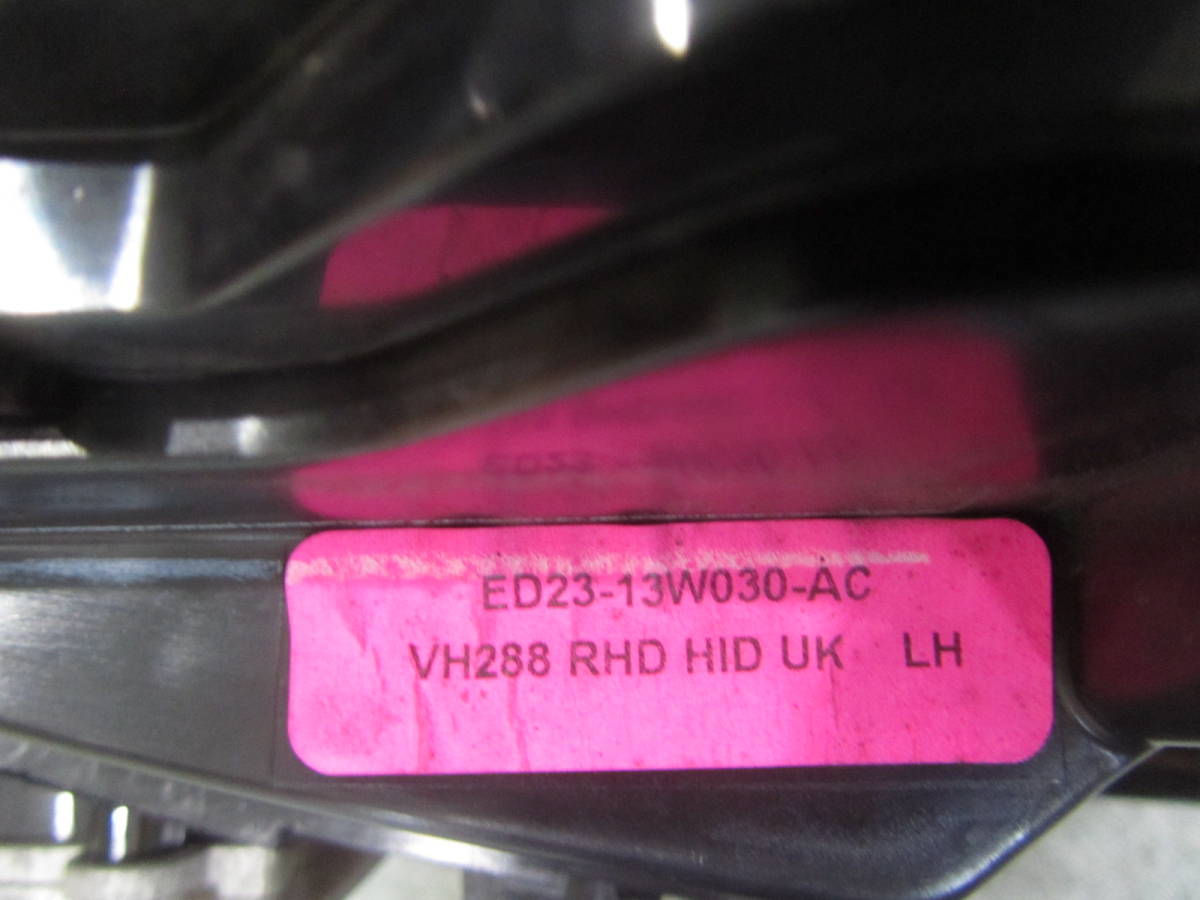 ED23-13W030-AC
VH288 RHD HID UK LH